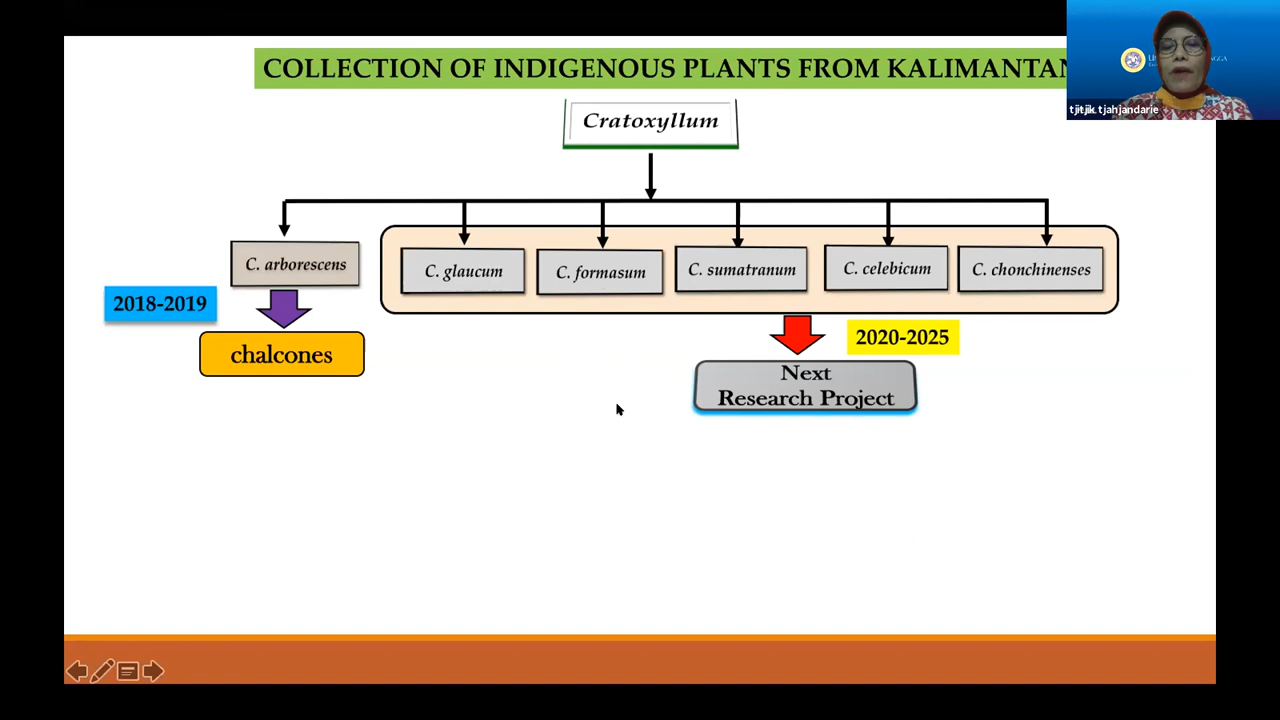 COLLECTION OF INDIGENOUS PLANTS FROM KALIMANTAN
tjitjik.tjahjandarie
Cratoxyllum
C. arborescens
C. glaucum
C. formasum
C. sumatranum
C. celebicum
C. chonchinenses
2018-2019
chalcones
2020-2025
Next
Research Project